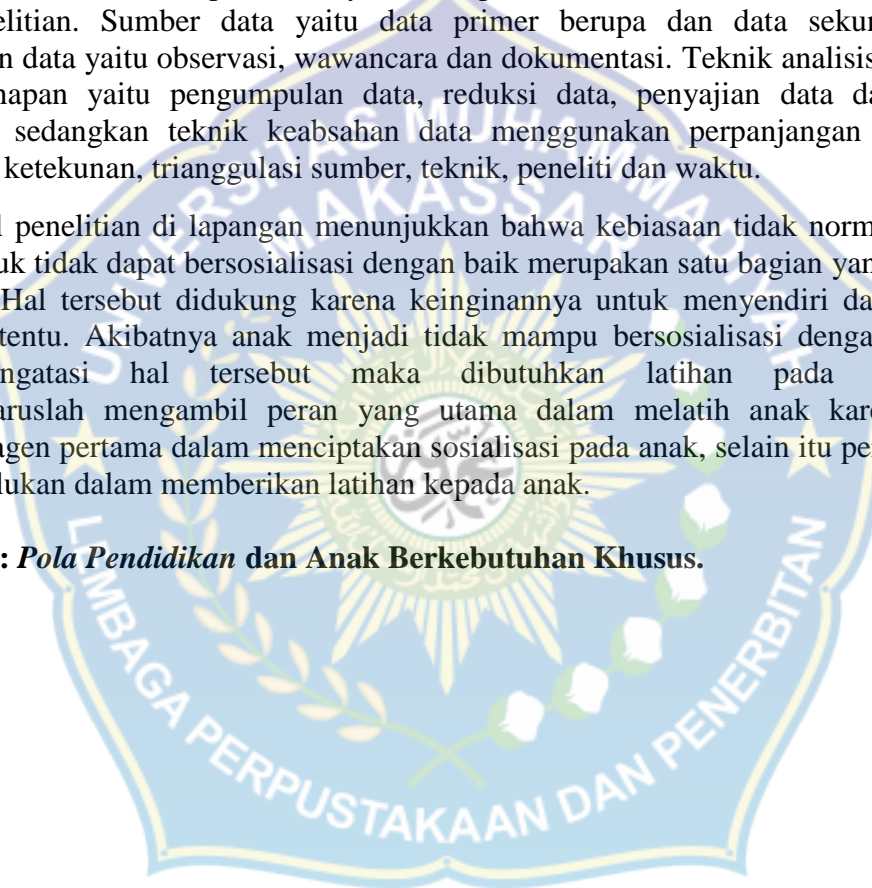 elitian. Sumber data yaitu data primer berupa dan data sekun
n data yaitu observasi, wawancara dan dokumentasi. Teknik analisis
napan yaitu pengumpulan data, reduksi data, penyajian data da
sedangkan teknik keabsahan data menggunakan perpanjangan
ketekunan, trianggulasi sumber, teknik, peneliti dan waktu.
l penelitian di lapangan menunjukkan bahwa kebiasaan tidak norm
uk tidak dapat bersosialisasi dengan baik merupakan satu bagian yan
Hal tersebut didukung karena keinginannya untuk menyendiri da
tentu. Akibatnya anak menjadi tidak mampu bersosialisasi denga
ngatasi hal tersebut maka dibutuhkan latihan pada
aruslah mengambil peran yang utama dalam melatih anak kare
agen pertama dalam menciptakan sosialisasi pada anak, selain itu per
lukan dalam memberikan latihan kepada anak.
: Pola Pendidikan dan Anak Berkebutuhan Khusus.
UNIVERSITAS MUHAMMADIYAH
MAKASSAR
LEMBAGA PERPUSTAKAAN DAN PENERBITAN